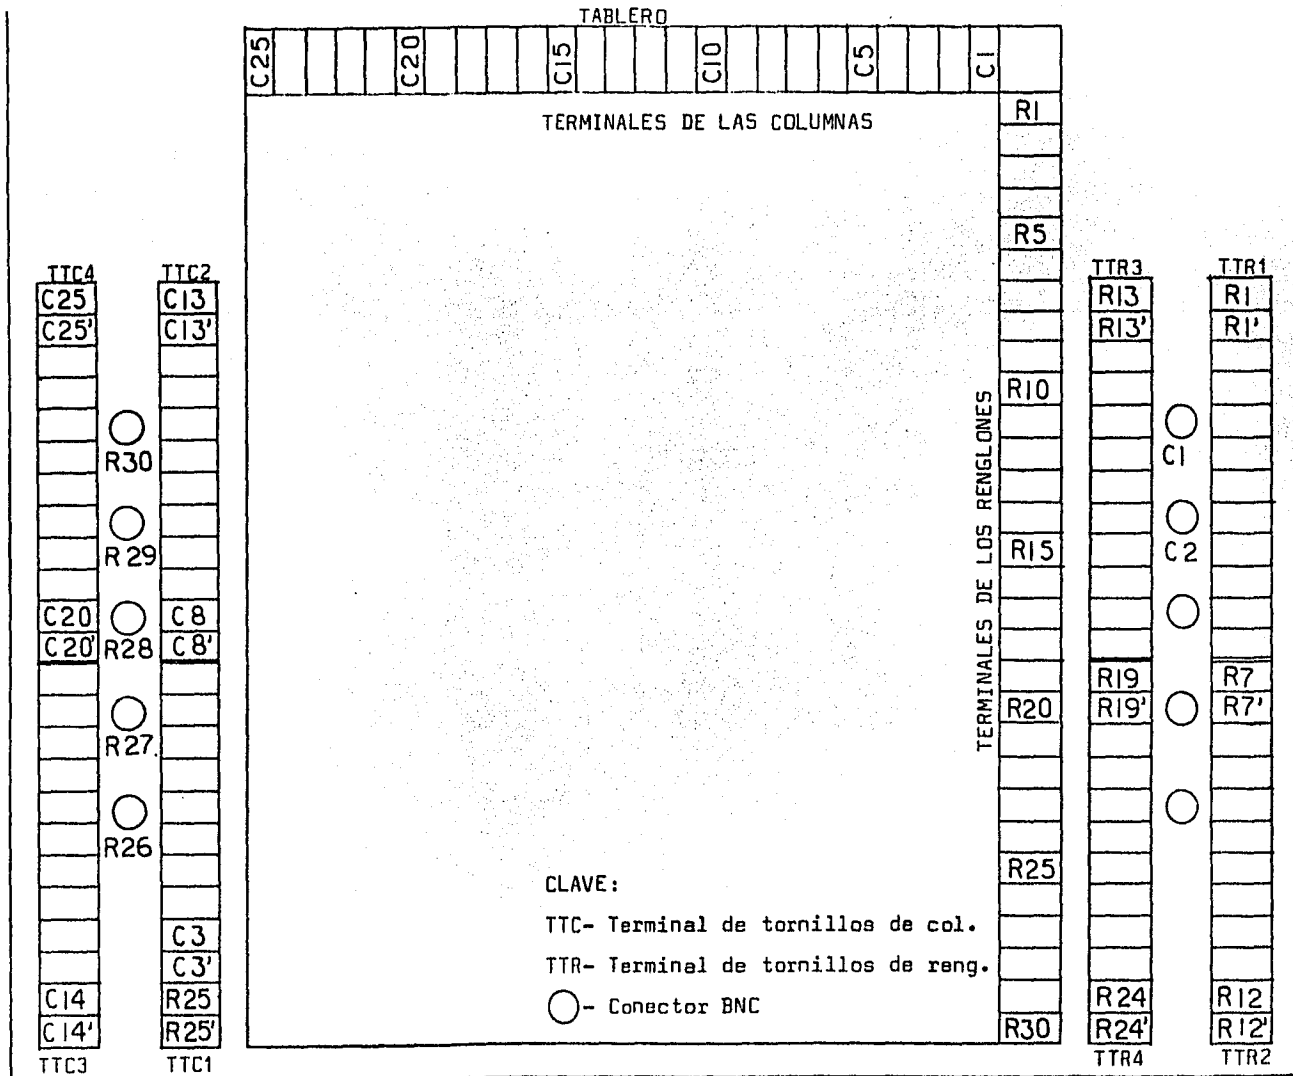 TABLERO
C25 C20 C15 C10 C5 C1
TERMINALES DE LAS COLUMNAS
R1
R5
R10
R15
R20
R25
R30
TERMINALES DE LOS RENGLONES
TTC4
C25
C25'
C20
C20'
C14
C14'
TTC3
R30
R29
R28
R27.
R26
TTC2
C13
C13'
C8
C8'
C3
C3'
R25
R25'
TTC1
CLAVE:
TTC- Terminal de tornillos de col.
TTR- Terminal de tornillos de reng.
- Conector BNC
TTR3
R13
R13'
R19
R19'
R24
R24'
TTR4
C1
C2
TTR1
R1
R1'
R7
R7'
R12
R12'
TTR2